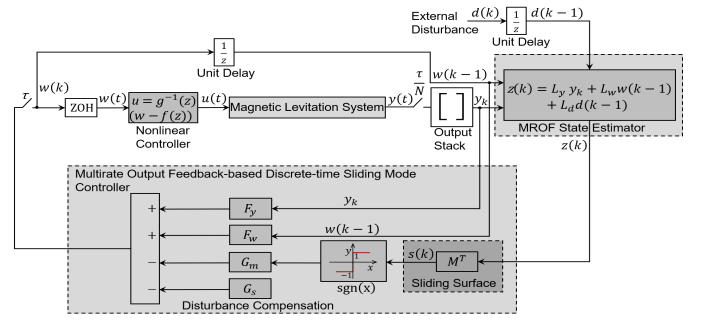 External
Disturbance
d(k)
1/z
d(k − 1)
Unit Delay
1/z
Unit Delay
τ
w(k)
ZOH
w(t)
u = g⁻¹(z)
(w − f(z))
Nonlinear
Controller
u(t)
Magnetic Levitation System
y(t)
τ/N
w(k − 1)
[ ]
Output
Stack
y_k
z(k) = L_y y_k + L_w w(k − 1)
+ L_d d(k − 1)
MROF State Estimator
z(k)
Multirate Output Feedback-based Discrete-time Sliding Mode
Controller
+
F_y
y_k
+
F_w
w(k − 1)
−
G_m
y
1
−1
x
sgn(x)
s(k)
M^T
Sliding Surface
−
G_s
Disturbance Compensation